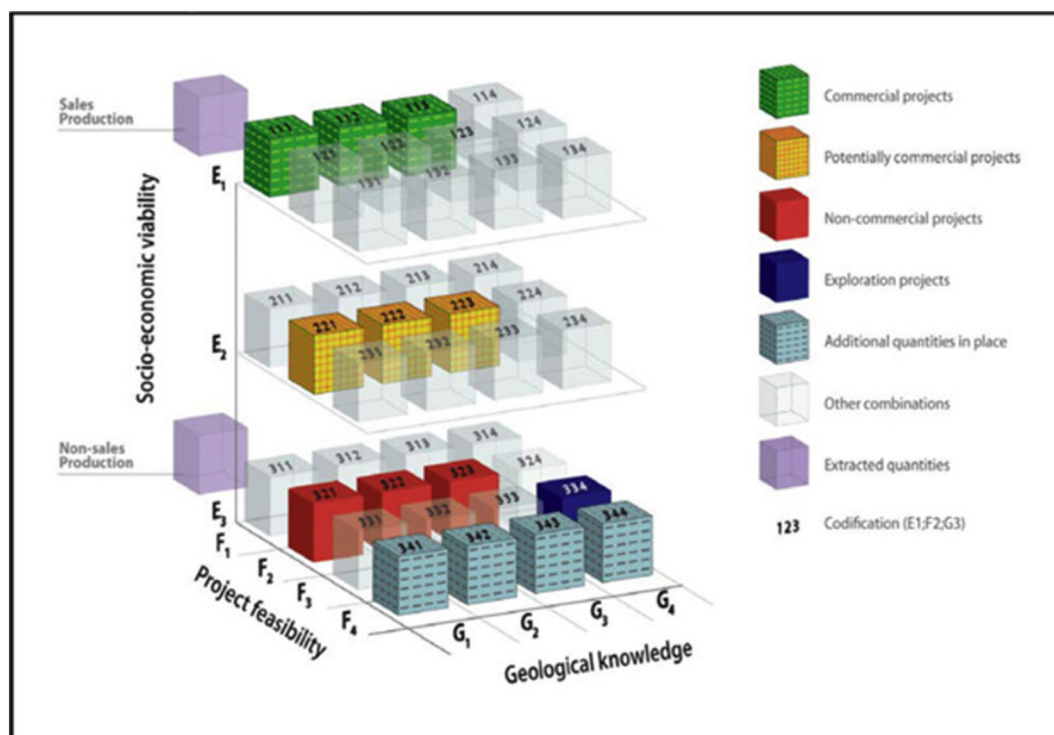 Sales
Production
Socio-economic viability
E1
111
112
113
114
121
122
123
124
131
132
133
134
E2
211
212
213
214
221
222
223
224
231
232
233
234
Non-sales
Production
E3
311
312
313
314
321
322
323
324
331
332
333
334
341
342
343
344
F1
F2
F3
F4
Project feasibility
G1
G2
G3
G4
Geological knowledge
Commercial projects
Potentially commercial projects
Non-commercial projects
Exploration projects
Additional quantities in place
Other combinations
Extracted quantities
123 Codification (E1;F2;G3)